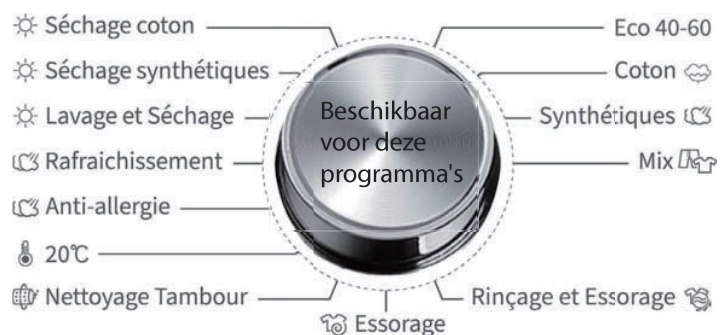 Séchage coton
Séchage synthétiques
Lavage et Séchage
Rafraichissement
Anti-allergie
20℃
Nettoyage Tambour
Essorage
Beschikbaar
voor deze
programma's
Eco 40-60
Coton
Synthétiques
Mix
Rinçage et Essorage